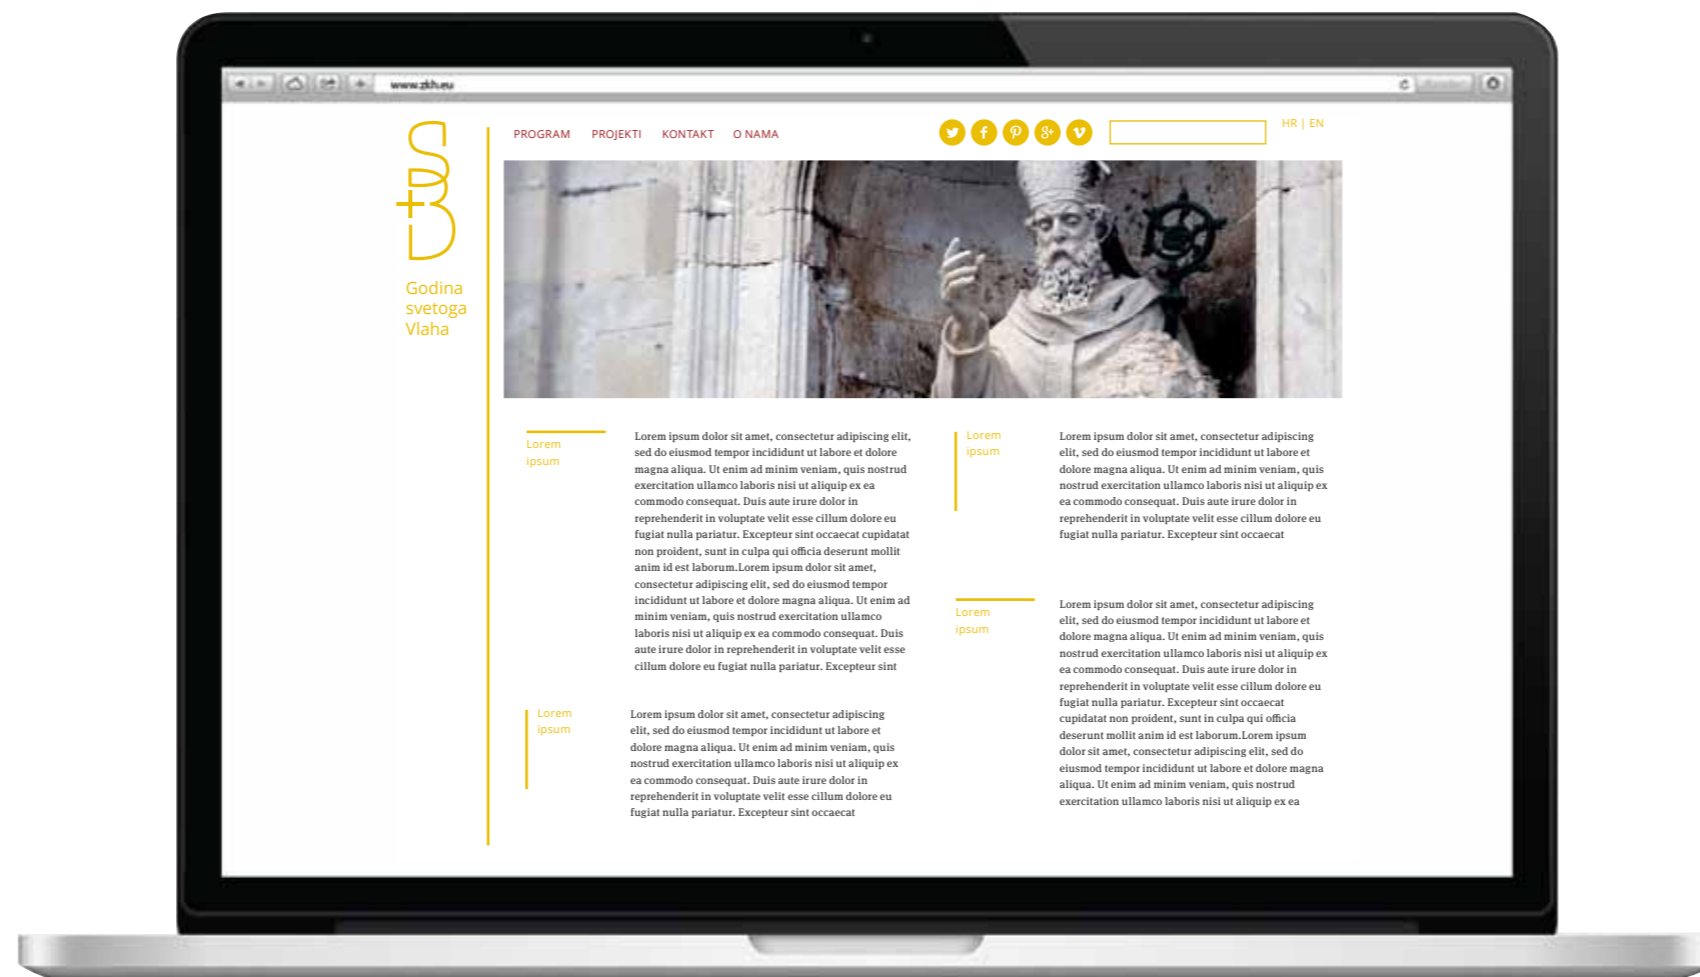 www.zkh.eu
PROGRAM PROJEKTI KONTAKT O NAMA
HR | EN
SB
Godina
svetoga
Vlaha
Lorem
ipsum
Lorem ipsum dolor sit amet, consectetur adipiscing elit,
sed do eiusmod tempor incididunt ut labore et dolore
magna aliqua. Ut enim ad minim veniam, quis nostrud
exercitation ullamco laboris nisi ut aliquip ex ea
commodo consequat. Duis aute irure dolor in
reprehenderit in voluptate velit esse cillum dolore eu
fugiat nulla pariatur. Excepteur sint occaecat cupidatat
non proident, sunt in culpa qui officia deserunt mollit
anim id est laborum.Lorem ipsum dolor sit amet,
consectetur adipiscing elit, sed do eiusmod tempor
incididunt ut labore et dolore magna aliqua. Ut enim ad
minim veniam, quis nostrud exercitation ullamco
laboris nisi ut aliquip ex ea commodo consequat. Duis
aute irure dolor in reprehenderit in voluptate velit esse
cillum dolore eu fugiat nulla pariatur. Excepteur sint
Lorem
ipsum
Lorem ipsum dolor sit amet, consectetur adipiscing
elit, sed do eiusmod tempor incididunt ut labore et
dolore magna aliqua. Ut enim ad minim veniam, quis
nostrud exercitation ullamco laboris nisi ut aliquip ex
ea commodo consequat. Duis aute irure dolor in
reprehenderit in voluptate velit esse cillum dolore eu
fugiat nulla pariatur. Excepteur sint occaecat
Lorem
ipsum
Lorem ipsum dolor sit amet, consectetur adipiscing
elit, sed do eiusmod tempor incididunt ut labore et
dolore magna aliqua. Ut enim ad minim veniam, quis
nostrud exercitation ullamco laboris nisi ut aliquip ex
ea commodo consequat. Duis aute irure dolor in
reprehenderit in voluptate velit esse cillum dolore eu
fugiat nulla pariatur. Excepteur sint occaecat
Lorem
ipsum
Lorem ipsum dolor sit amet, consectetur adipiscing
elit, sed do eiusmod tempor incididunt ut labore et
dolore magna aliqua. Ut enim ad minim veniam, quis
nostrud exercitation ullamco laboris nisi ut aliquip ex
ea commodo consequat. Duis aute irure dolor in
reprehenderit in voluptate velit esse cillum dolore eu
fugiat nulla pariatur. Excepteur sint occaecat
cupidatat non proident, sunt in culpa qui officia
deserunt mollit anim id est laborum.Lorem ipsum
dolor sit amet, consectetur adipiscing elit, sed do
eiusmod tempor incididunt ut labore et dolore magna
aliqua. Ut enim ad minim veniam, quis nostrud
exercitation ullamco laboris nisi ut aliquip ex ea